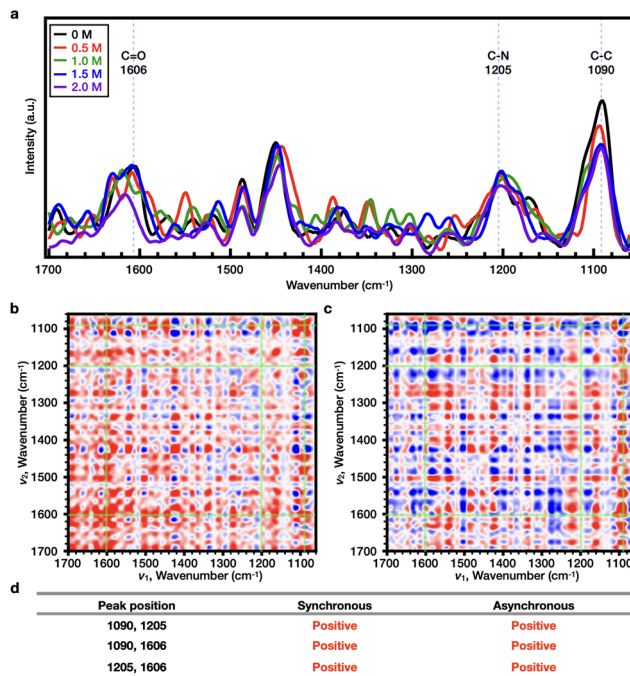 a
0 M
0.5 M
1.0 M
1.5 M
2.0 M
C=O
1606
C-N
1205
C-C
1090
Intensity (a.u.)
1700 1600 1500 1400 1300 1200 1100
Wavenumber (cm⁻¹)
b
1100
1200
1300
1400
1500
1600
1700
ν₂, Wavenumber (cm⁻¹)
1700 1600 1500 1400 1300 1200 1100
ν₁, Wavenumber (cm⁻¹)
c
1100
1200
1300
1400
1500
1600
1700
ν₂, Wavenumber (cm⁻¹)
1700 1600 1500 1400 1300 1200 1100
ν₁, Wavenumber (cm⁻¹)
d
Peak position Synchronous Asynchronous
1090, 1205 Positive Positive
1090, 1606 Positive Positive
1205, 1606 Positive Positive